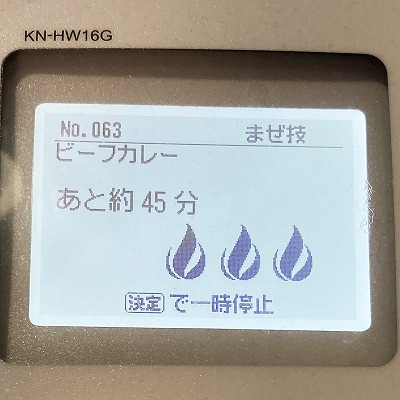 KN-HW16G
No. 063 まぜ技
ビーフカレー
あと約 45 分
決定 で一時停止